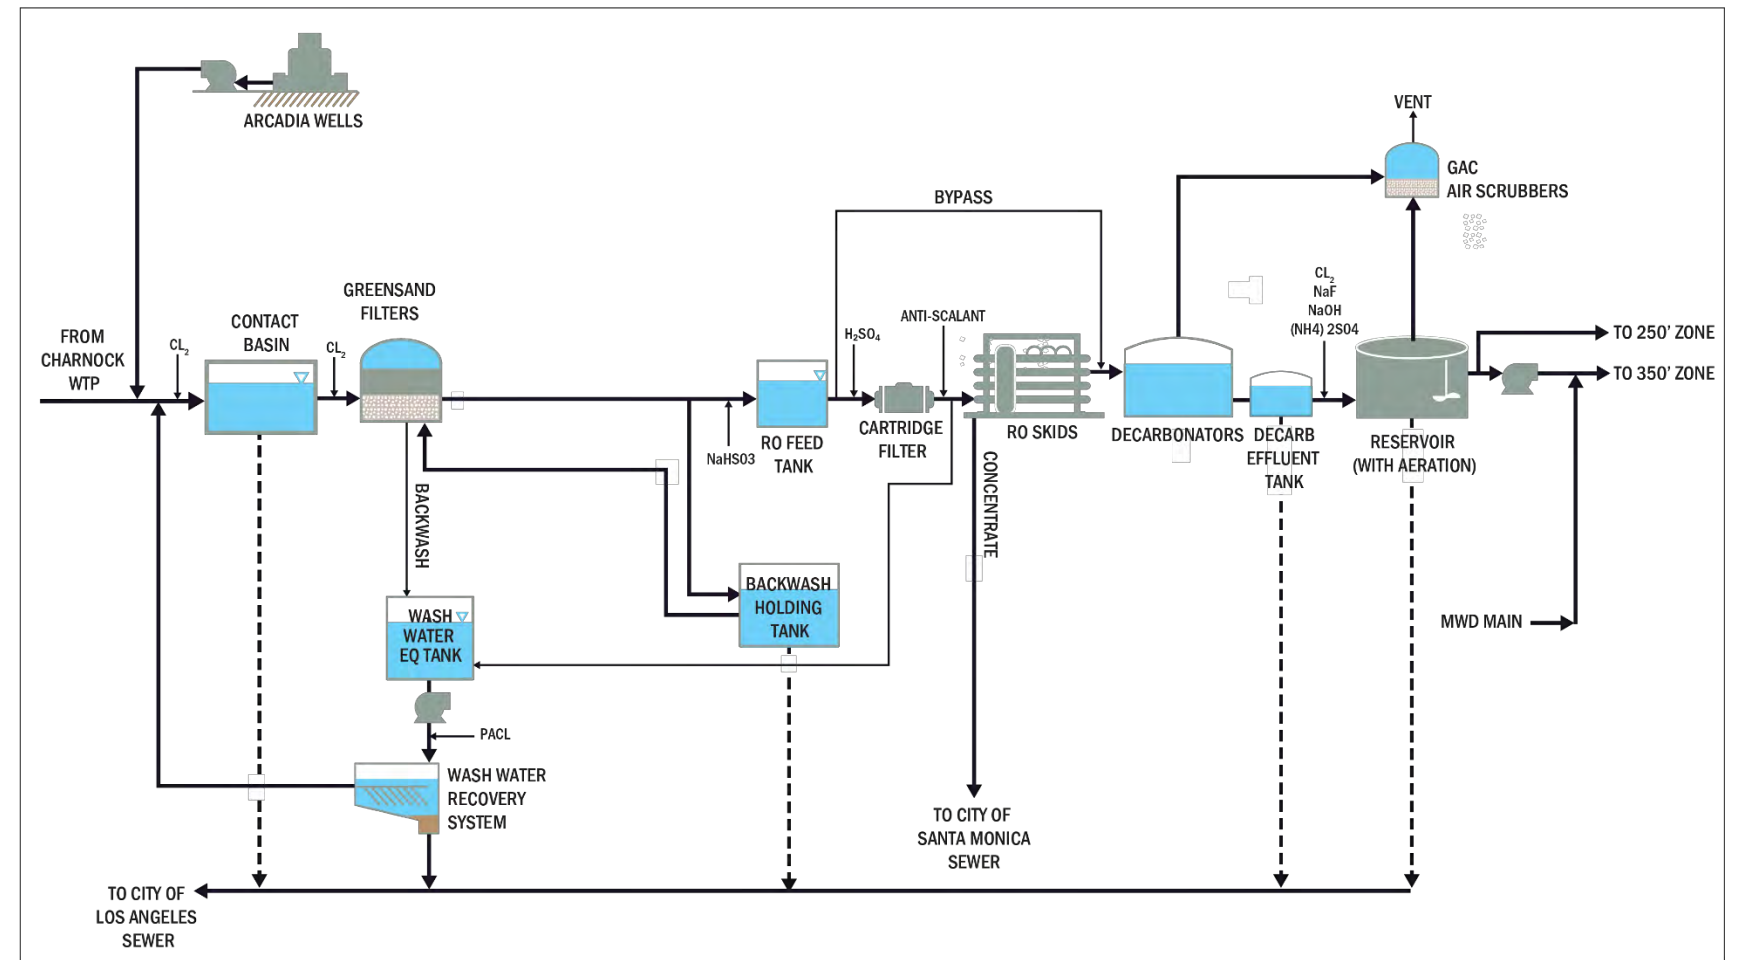 ARCADIA WELLS
VENT
GAC
AIR SCRUBBERS
BYPASS
GREENSAND
FILTERS
CONTACT
BASIN
FROM
CHARNOCK
WTP
CL2
CL2
H2SO4
ANTI-SCALANT
CL2
NaF
NaOH
(NH4) 2SO4
TO 250' ZONE
TO 350' ZONE
NaHSO3
RO FEED
TANK
CARTRIDGE
FILTER
RO SKIDS
DECARBONATORS
DECARB
EFFLUENT
TANK
RESERVOIR
(WITH AERATION)
BACKWASH
CONCENTRATE
BACKWASH
HOLDING
TANK
WASH
WATER
EQ TANK
MWD MAIN
PACL
WASH WATER
RECOVERY
SYSTEM
TO CITY OF
SANTA MONICA
SEWER
TO CITY OF
LOS ANGELES
SEWER